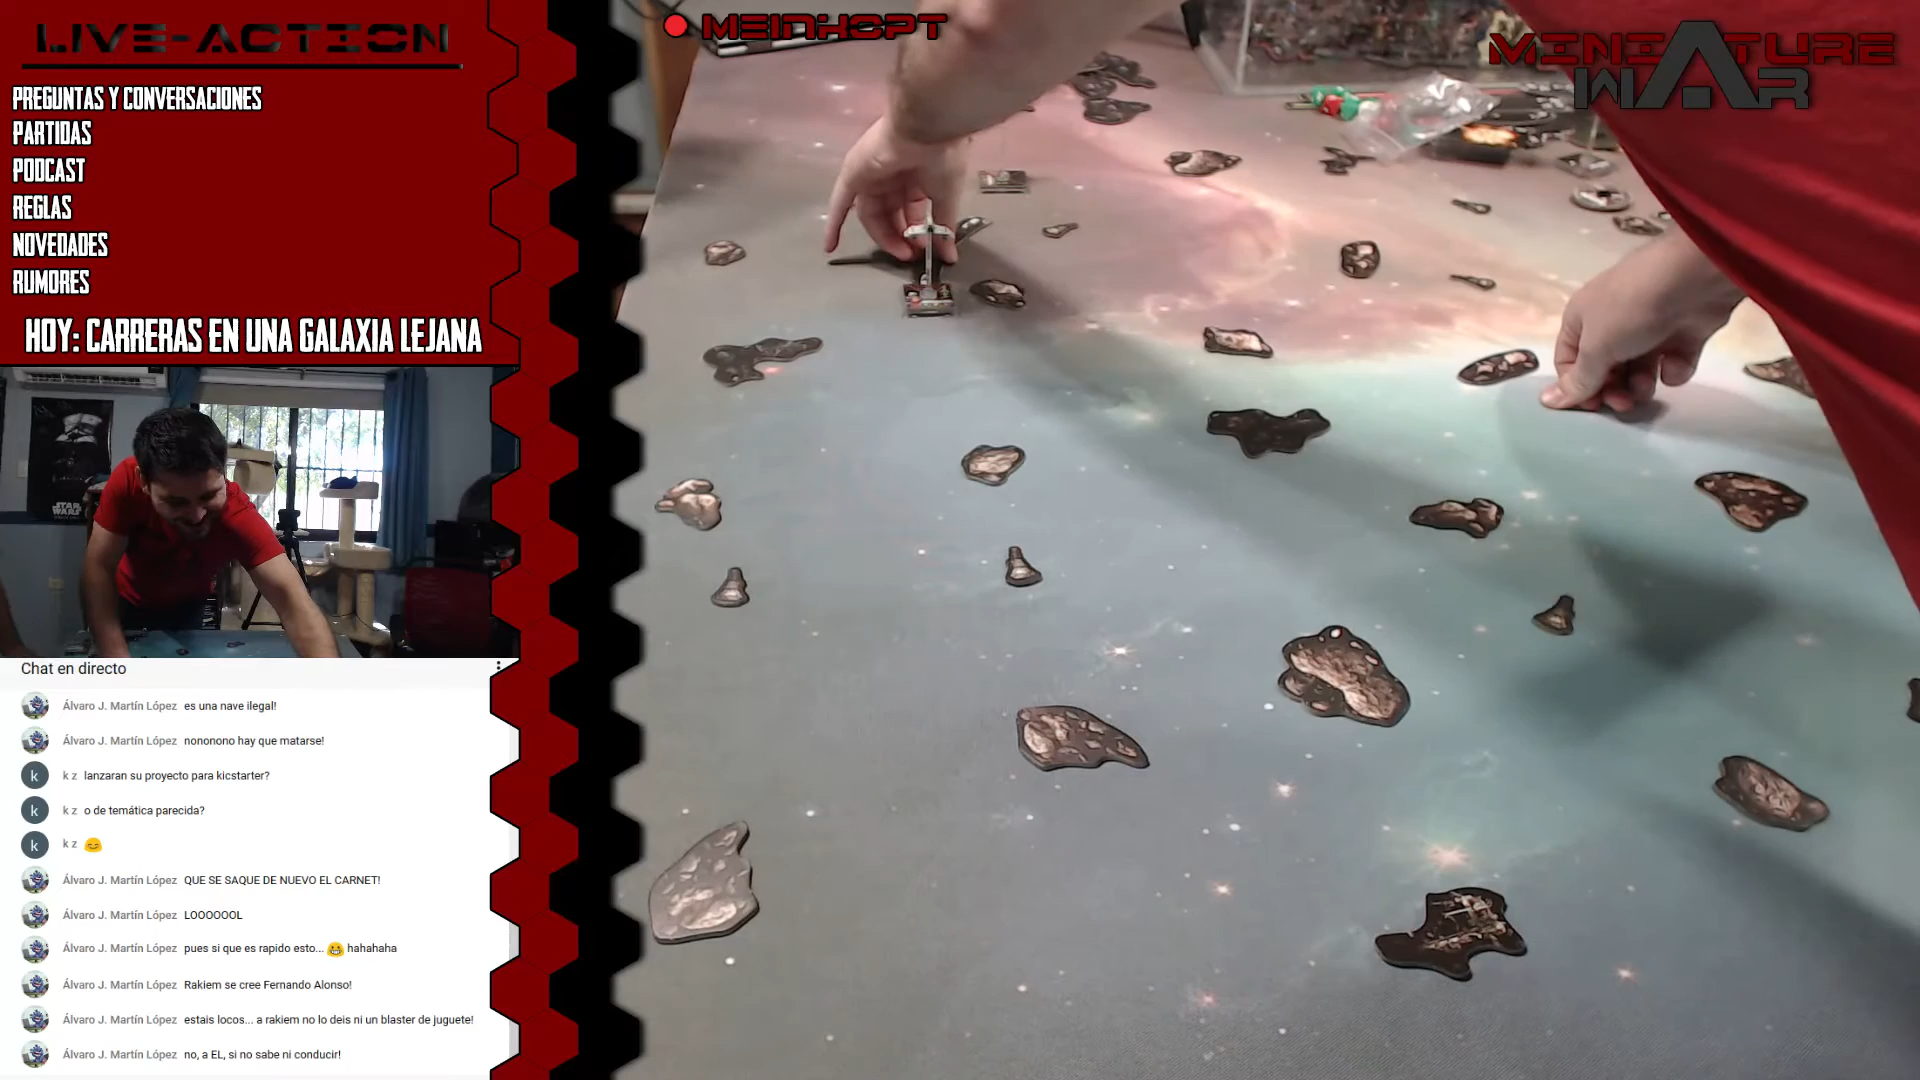 LIVE-ACTION
PREGUNTAS Y CONVERSACIONES
PARTIDAS
PODCAST
REGLAS
NOVEDADES
RUMORES
HOY: CARRERAS EN UNA GALAXIA LEJANA
STAR
WARS
Chat en directo
Álvaro J. Martín López es una nave ilegal!
Álvaro J. Martín López nononono hay que matarse!
k k z lanzaran su proyecto para kicstarter?
k k z o de temática parecida?
k k z 😊
Álvaro J. Martín López QUE SE SAQUE DE NUEVO EL CARNET!
Álvaro J. Martín López LOOOOOOL
Álvaro J. Martín López pues si que es rapido esto... 😀 hahahaha
Álvaro J. Martín López Rakiem se cree Fernando Alonso!
Álvaro J. Martín López estais locos... a rakiem no lo deis ni un blaster de juguete!
Álvaro J. Martín López no, a EL, si no sabe ni conducir!
MEINHOPT
MINIATURE
WAR